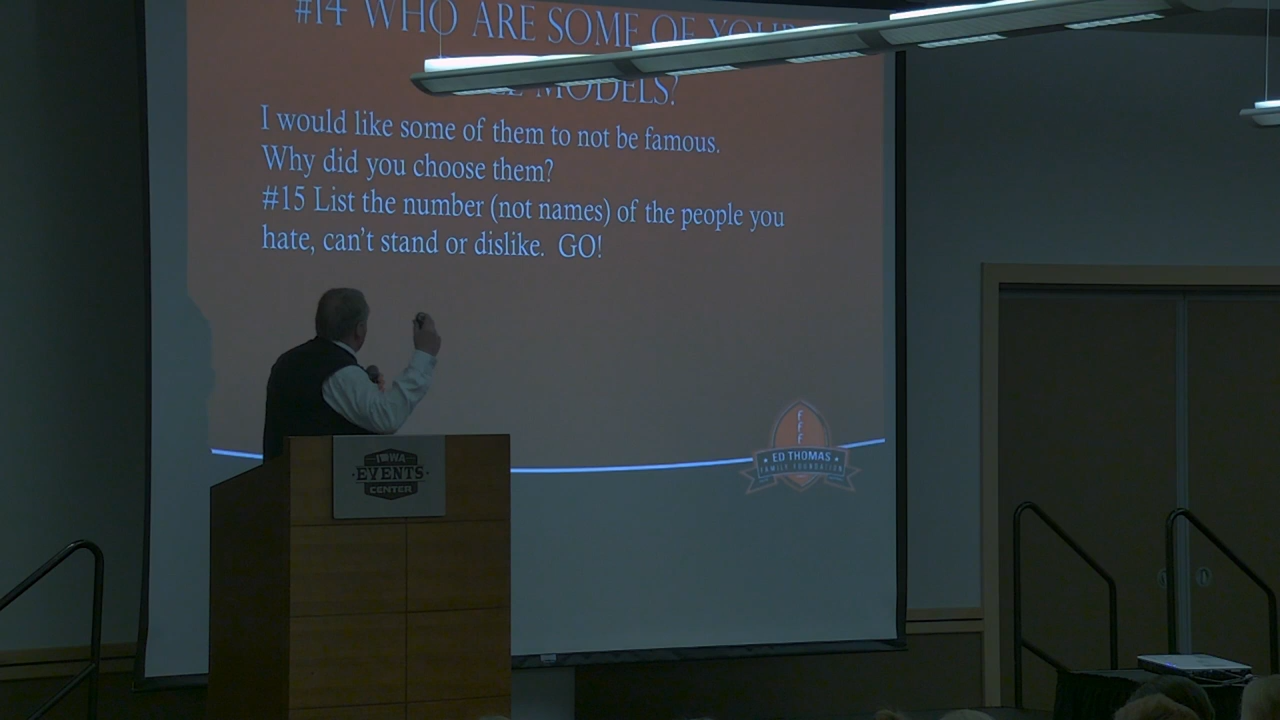 #14 WHO ARE SOME OF YOUR
MODELS?
I would like some of them to not be famous.
Why did you choose them?
#15 List the number (not names) of the people you
hate, can't stand or dislike.  GO!
F
F
F
ED THOMAS
FAMILY FOUNDATION
IOWA
EVENTS
CENTER